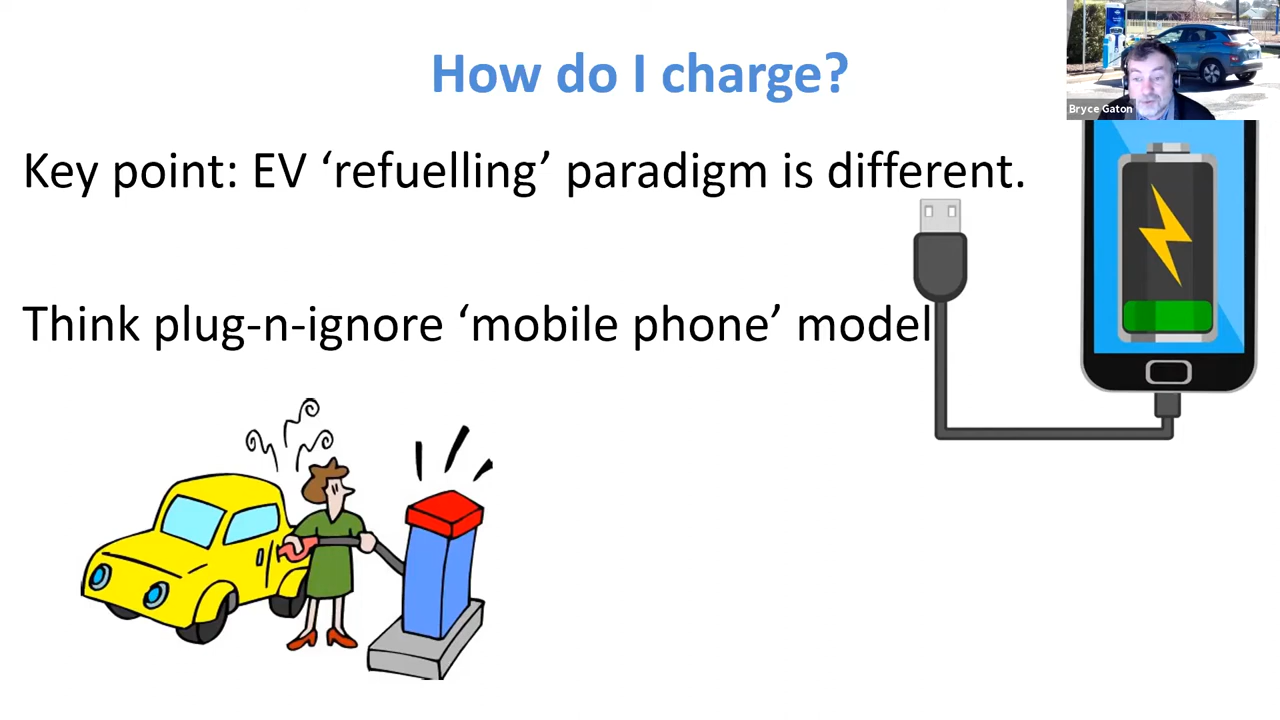 How do I charge?
Bryce Gaton
Key point: EV ‘refuelling’ paradigm is different.
Think plug-n-ignore ‘mobile phone’ model